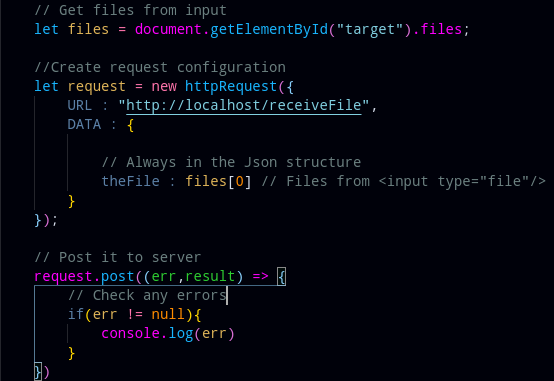 // Get files from input
let files = document.getElementById("target").files;
//Create request configuration
let request = new httpRequest({
URL : "http://localhost/receiveFile",
DATA : {
// Always in the Json structure
theFile : files[0] // Files from <input type="file"/>
}
});
// Post it to server
request.post((err,result) => {
// Check any errors
if(err != null){
console.log(err)
}
})